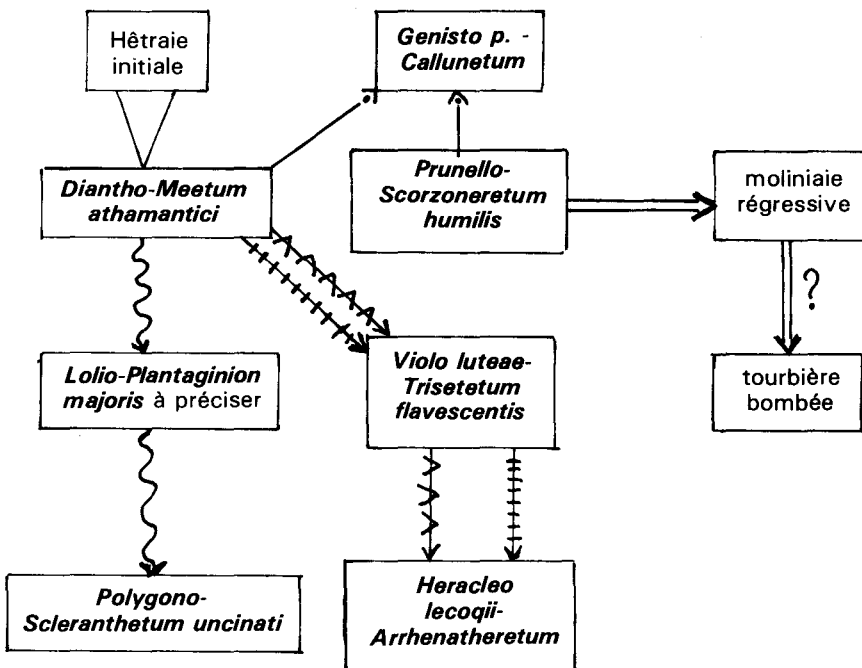 Hêtraie
initiale
Genisto p. -
Callunetum
Diantho-Meetum
athamantici
Prunello-
Scorzoneretum
humilis
moliniaie
régressive
?
Lolio-Plantaginion
majoris à préciser
Violo luteae-
Trisetetum
flavescentis
tourbière
bombée
Polygono-
Scleranthetum uncinati
Heracleo
lecoqii-
Arrhenatheretum